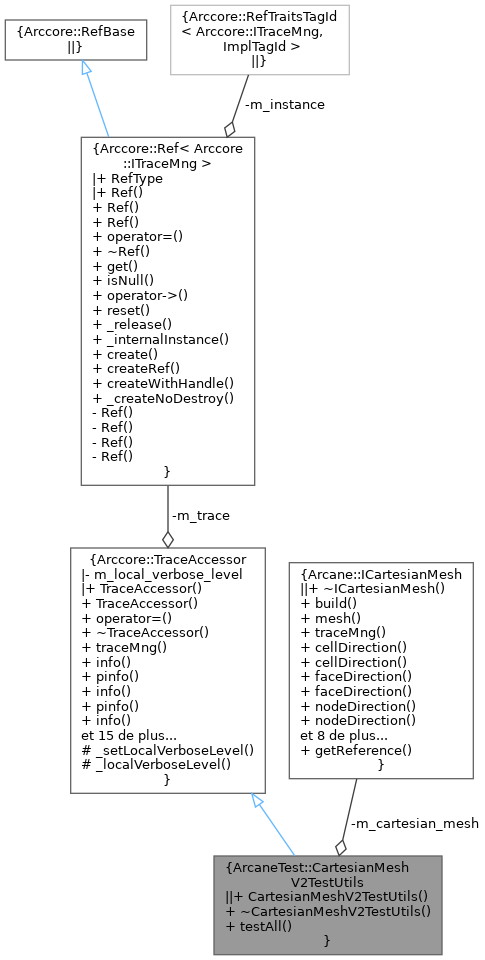 {Arccore::RefBase
||}
{Arccore::RefTraitsTagId
< Arccore::ITraceMng,
ImplTagId >
||}
-m_instance
{Arccore::Ref< Arccore
::ITraceMng >
|+ RefType
|+ Ref()
+ Ref()
+ Ref()
+ operator=()
+ ~Ref()
+ get()
+ isNull()
+ operator->()
+ reset()
+ _release()
+ _internalInstance()
+ create()
+ createRef()
+ createWithHandle()
+ _createNoDestroy()
- Ref()
- Ref()
- Ref()
- Ref()
}
-m_trace
{Arccore::TraceAccessor
|- m_local_verbose_level
|+ TraceAccessor()
+ TraceAccessor()
+ operator=()
+ ~TraceAccessor()
+ traceMng()
+ info()
+ pinfo()
+ info()
+ pinfo()
+ info()
et 15 de plus...
# _setLocalVerboseLevel()
# _localVerboseLevel()
}
{Arcane::ICartesianMesh
||+ ~ICartesianMesh()
+ build()
+ mesh()
+ traceMng()
+ cellDirection()
+ cellDirection()
+ faceDirection()
+ faceDirection()
+ nodeDirection()
+ nodeDirection()
et 8 de plus...
+ getReference()
}
-m_cartesian_mesh
{ArcaneTest::CartesianMesh
V2TestUtils
||+ CartesianMeshV2TestUtils()
+ ~CartesianMeshV2TestUtils()
+ testAll()
}